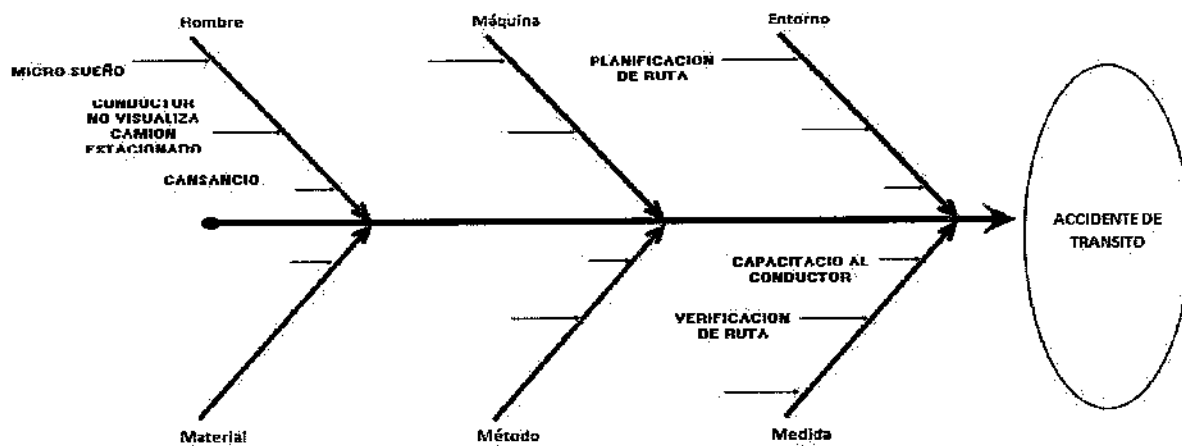 Hombre
Máquina
Entorno
MICRO SUEÑO
CONDUCTOR
NO VISUALIZA
CAMION
ESTACIONADO
CANSANCIO
PLANIFICACION
DE RUTA
ACCIDENTE DE
TRANSITO
CAPACITACIO AL
CONDUCTOR
VERIFICACION
DE RUTA
Material
Método
Medida